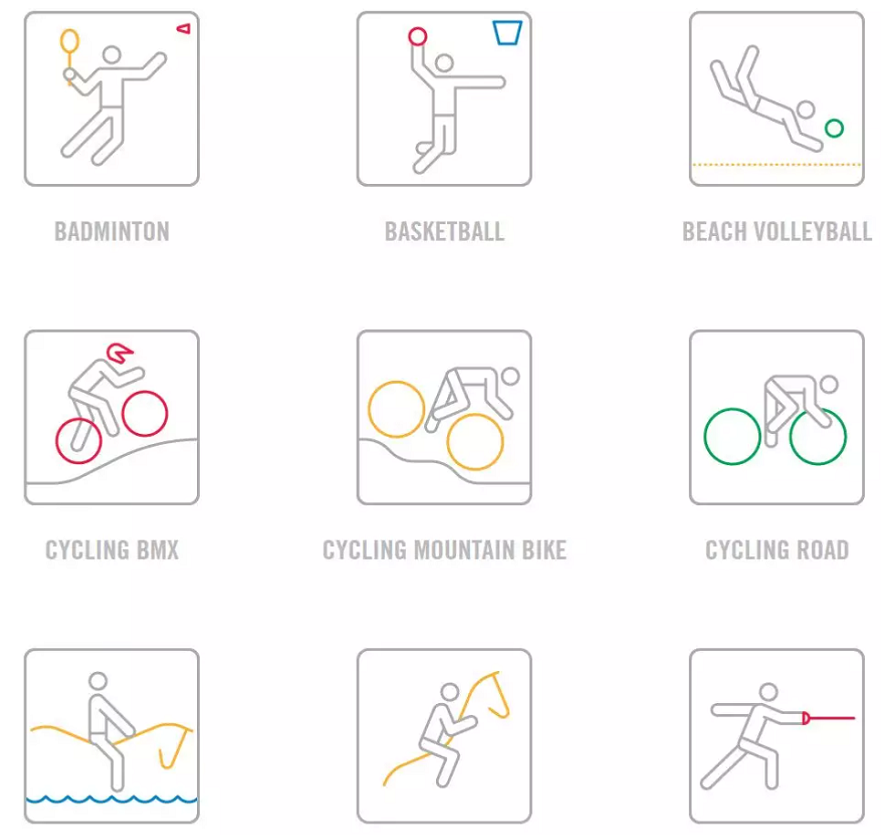 BADMINTON
BASKETBALL
BEACH VOLLEYBALL
CYCLING BMX
CYCLING MOUNTAIN BIKE
CYCLING ROAD